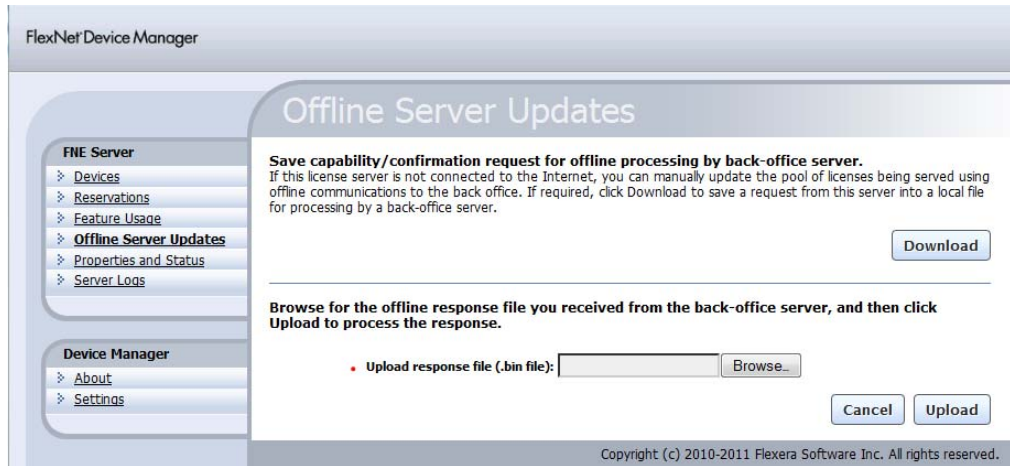 FlexNet Device Manager
Offline Server Updates
FNE Server
Devices
Reservations
Feature Usage
Offline Server Updates
Properties and Status
Server Logs
Device Manager
About
Settings
Save capability/confirmation request for offline processing by back-office server.
If this license server is not connected to the Internet, you can manually update the pool of licenses being served using
offline communications to the back office. If required, click Download to save a request from this server into a local file
for processing by a back-office server.
Download
Browse for the offline response file you received from the back-office server, and then click
Upload to process the response.
Upload response file (.bin file):
Browse...
Cancel
Upload
Copyright (c) 2010-2011 Flexera Software Inc. All rights reserved.